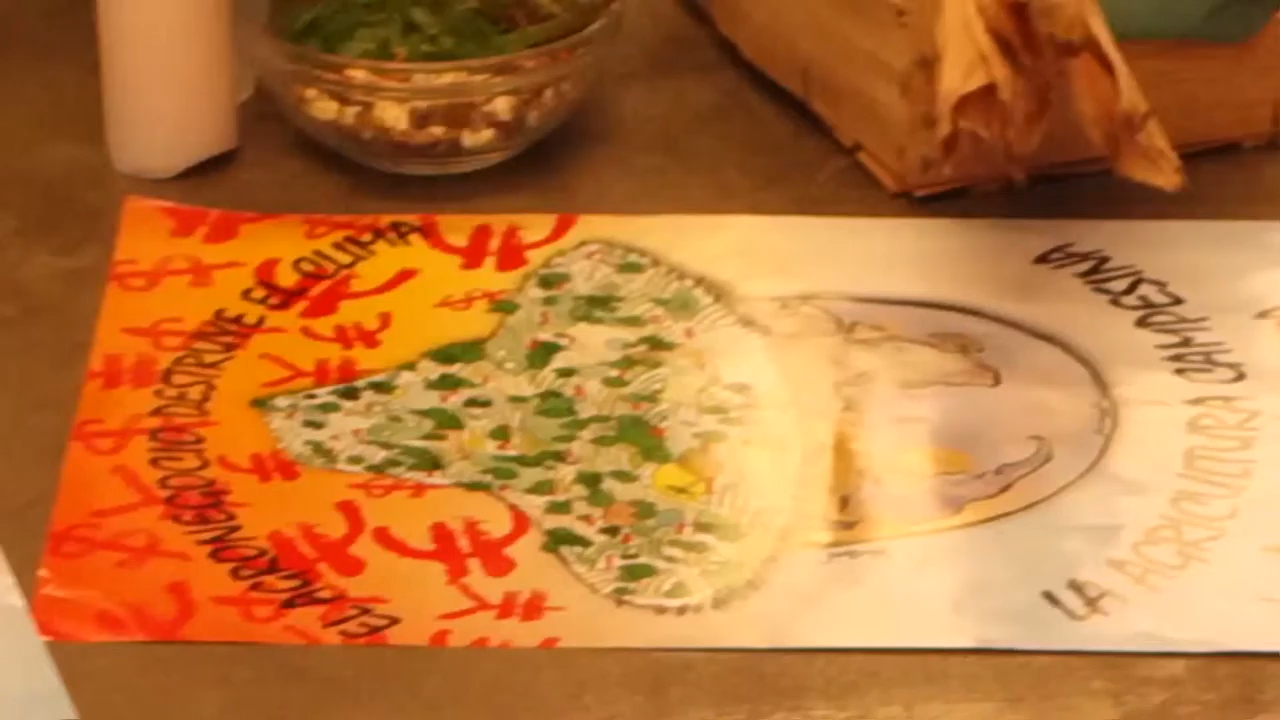 EL AGRONEGOCIO DESTRUYE EL CLIMA
LA AGRICULTURA CAMPESINA